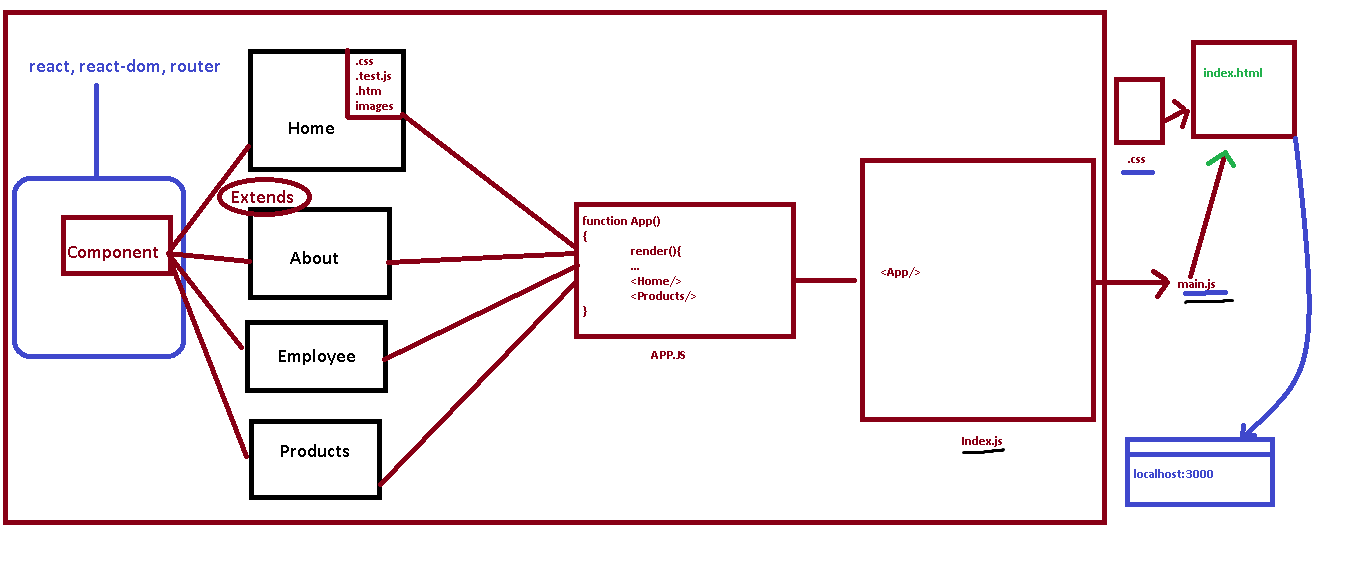 react, react-dom, router
Component
Extends
.css
.test.js
.htm
images
Home
About
Employee
Products
function App()
{
render(){
...
<Home/>
<Products/>
}
APP.JS
<App/>
Index.js
.css
index.html
main.js
localhost:3000